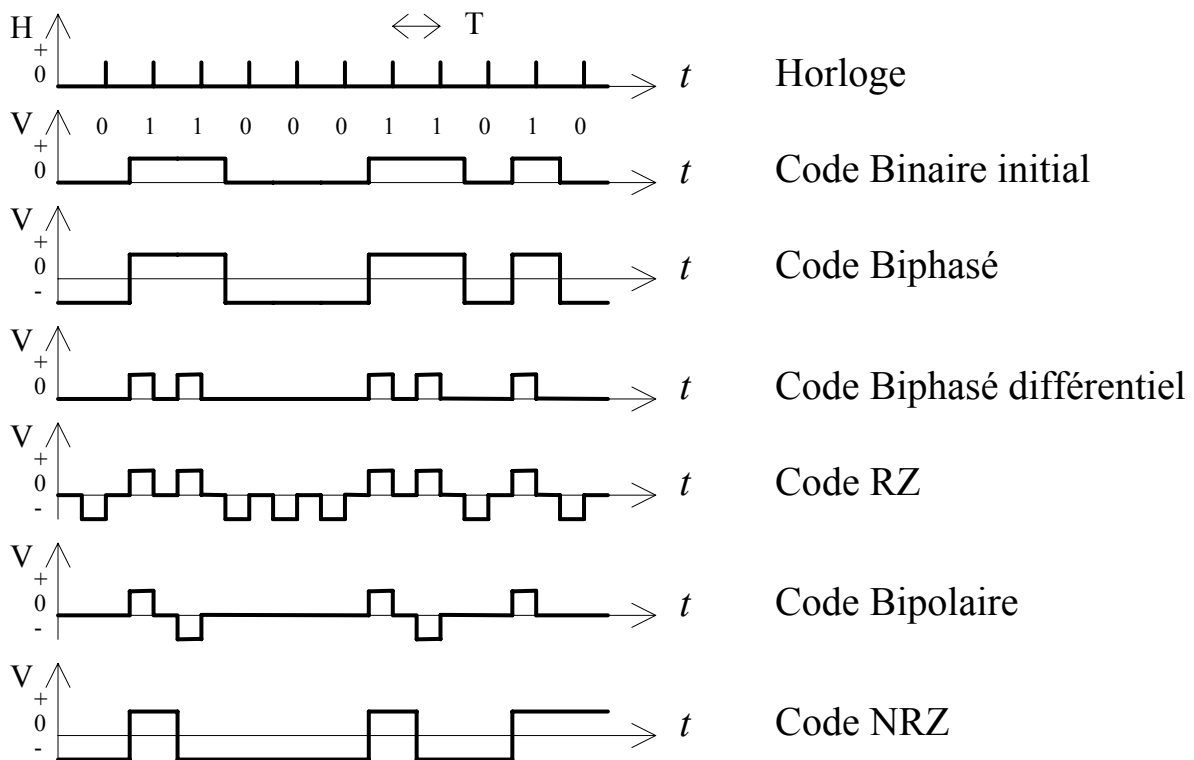 H + 0 T t Horloge
0 1 1 0 0 0 1 1 0 1 0
V + 0 t Code Binaire initial
V + 0 - t Code Biphasé
V + 0 t Code Biphasé différentiel
V + 0 - t Code RZ
V + 0 - t Code Bipolaire
V + 0 - t Code NRZ